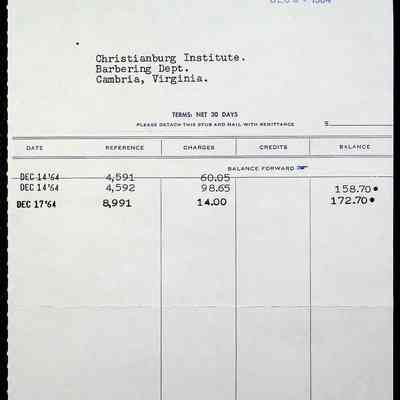 Christianburg Institute.
Barbering Dept.
Cambria, Virginia.
TERMS: NET 30 DAYS
PLEASE DETACH THIS STUB AND MAIL WITH REMITTANCE $
DATE REFERENCE CHARGES CREDITS BALANCE
BALANCE FORWARD
DEC 14'64 4,591 60.05
DEC 14'64 4,592 98.65 158.70
DEC 17'64 8,991 14.00 172.70